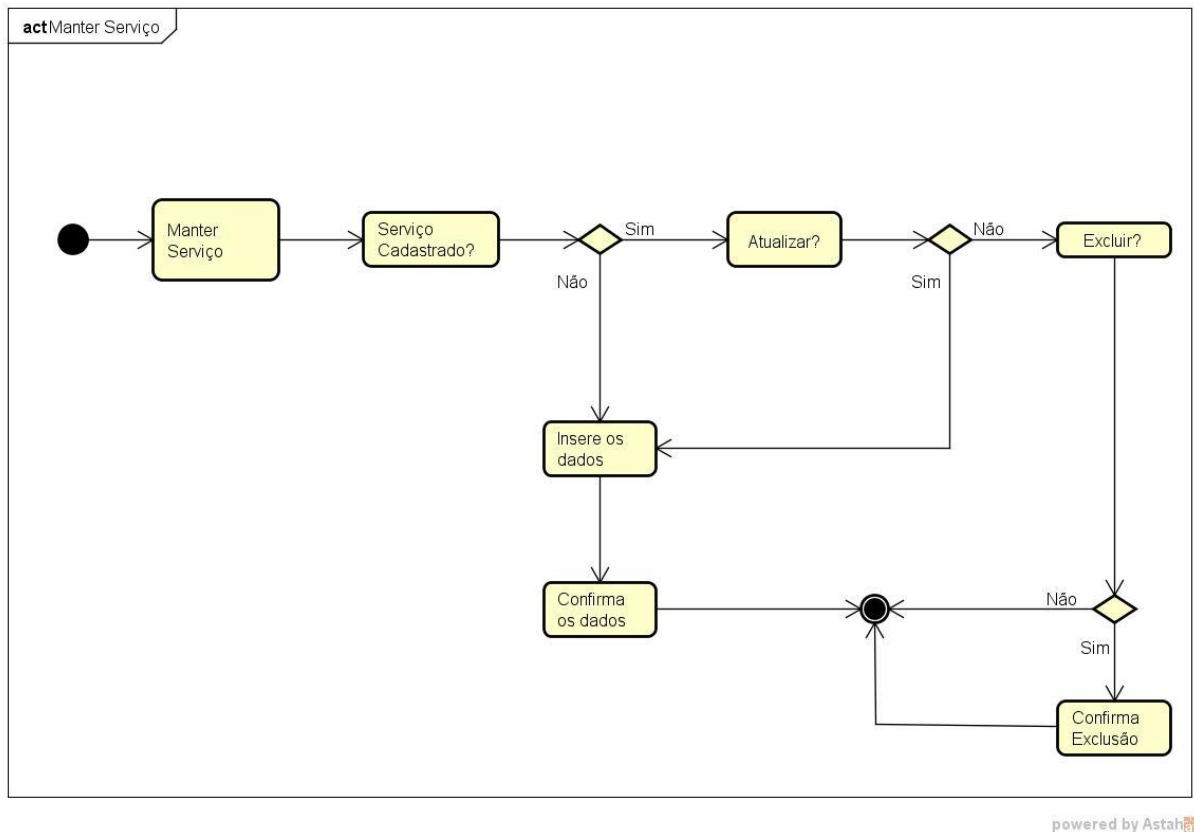 act Manter Serviço
Manter
Serviço
Serviço
Cadastrado?
Sim
Não
Atualizar?
Não
Sim
Excluir?
Insere os
dados
Confirma
os dados
Não
Sim
Confirma
Exclusão
powered by Astah